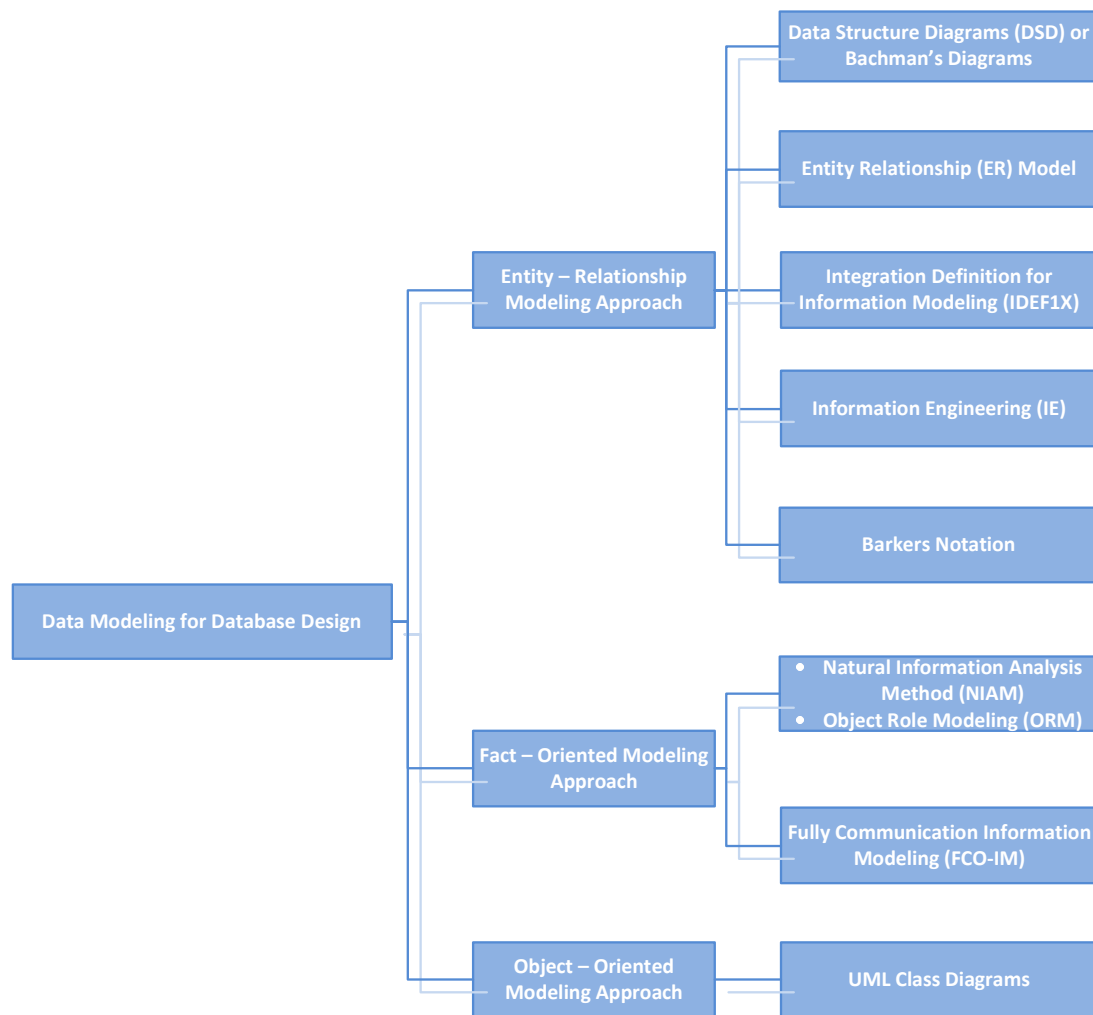 Data Structure Diagrams (DSD) or
Bachman's Diagrams
Entity Relationship (ER) Model
Entity – Relationship
Modeling Approach
Integration Definition for
Information Modeling (IDEF1X)
Information Engineering (IE)
Barkers Notation
Data Modeling for Database Design
• Natural Information Analysis
Method (NIAM)
• Object Role Modeling (ORM)
Fact – Oriented Modeling
Approach
Fully Communication Information
Modeling (FCO-IM)
Object – Oriented
Modeling Approach
UML Class Diagrams